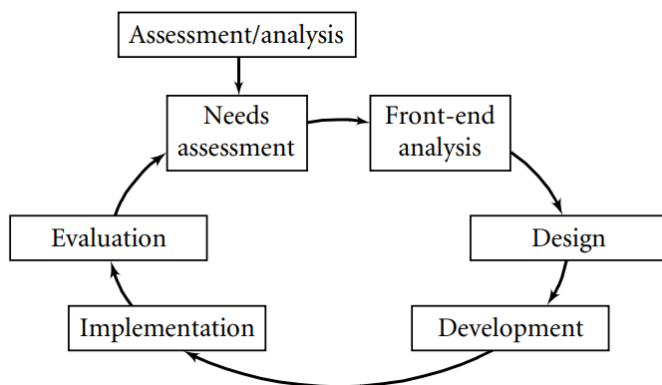 Assessment/analysis
Needs
assessment
Front-end
analysis
Evaluation
Design
Implementation
Development